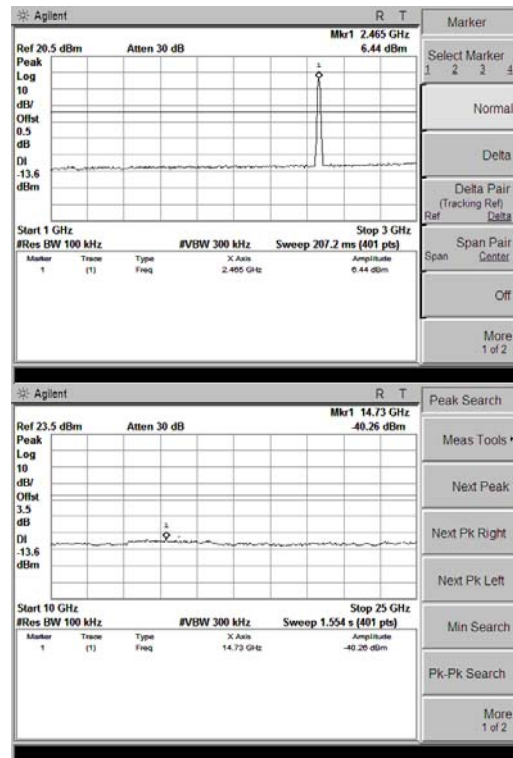 Agilent R T
Mkr1 2.465 GHz
Ref 20.5 dBm Atten 30 dB 6.44 dBm
Peak
Log
10
dB/
Offst
0.5
dB
DI
-13.6
dBm
1
Start 1 GHz Stop 3 GHz
#Res BW 100 kHz #VBW 300 kHz Sweep 207.2 ms (401 pts)
Marker Trace Type X Axis Amplitude
1 (1) Freq 2.465 GHz 6.44 dBm
Marker
Select Marker
1 2 3 4
Normal
Delta
Delta Pair
(Tracking Ref)
Ref Delta
Span Pair
Span Center
Off
More
1 of 2
Agilent R T
Mkr1 14.73 GHz
Ref 23.5 dBm Atten 30 dB -40.26 dBm
Peak
Log
10
dB/
Offst
3.5
dB
DI
-13.6
dBm
1
Start 10 GHz Stop 25 GHz
#Res BW 100 kHz #VBW 300 kHz Sweep 1.554 s (401 pts)
Marker Trace Type X Axis Amplitude
1 (1) Freq 14.73 GHz -40.26 dBm
Peak Search
Meas Tools
Next Peak
Next Pk Right
Next Pk Left
Min Search
Pk-Pk Search
More
1 of 2